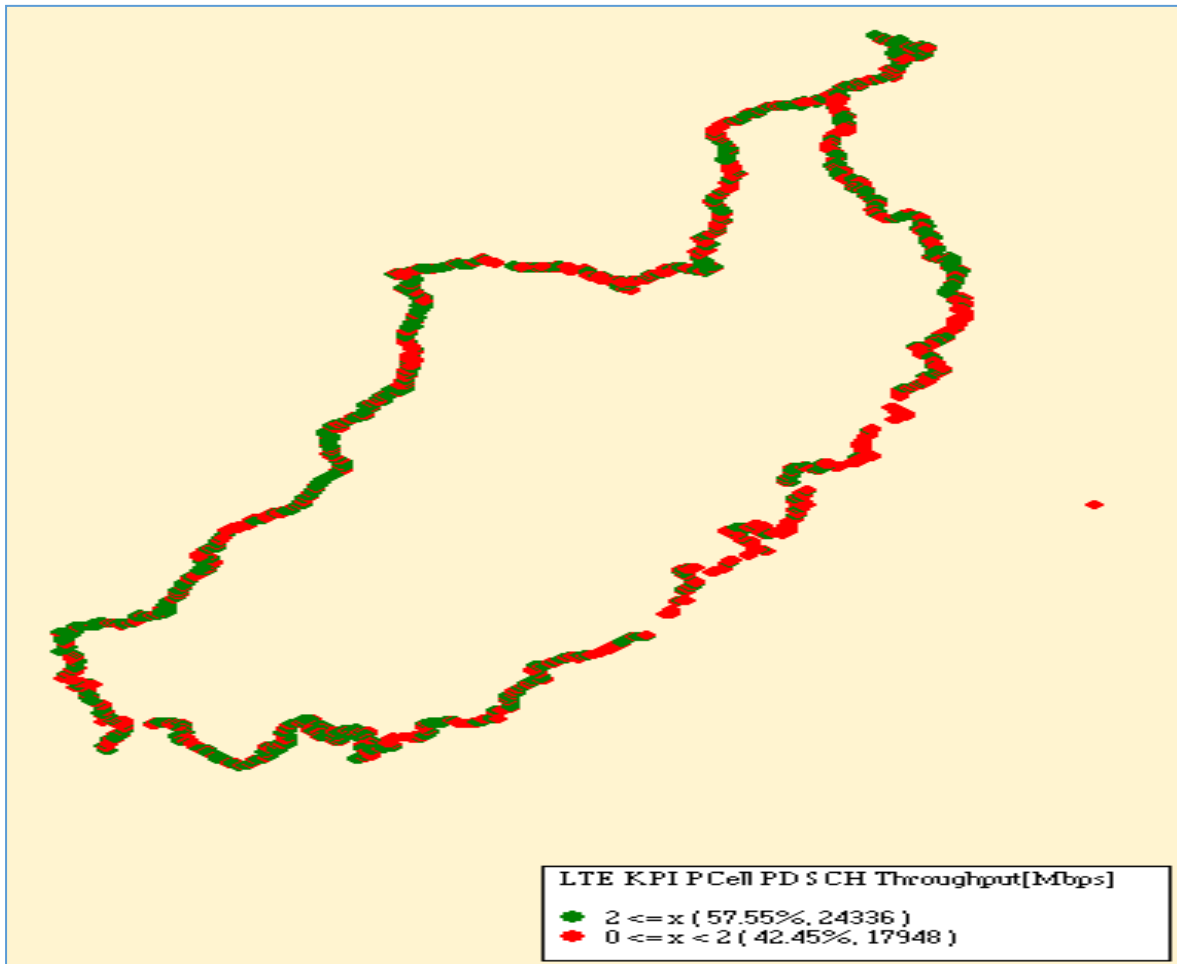 LTE KPI PCell PDSCH Throughput[Mbps]
2 <= x ( 57.55%, 24336 )
0 <= x < 2 ( 42.45%, 17948 )